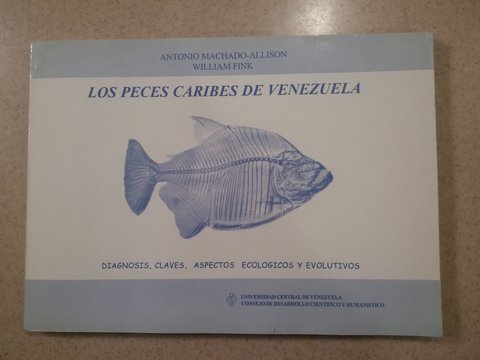 ANTONIO MACHADO-ALLISON
WILLIAM FINK
LOS PECES CARIBES DE VENEZUELA
DIAGNOSIS, CLAVES, ASPECTOS ECOLOGICOS Y EVOLUTIVOS
UNIVERSIDAD CENTRAL DE VENEZUELA
CONSEJO DE DESARROLLO CIENTIFICO Y HUMANISTICO